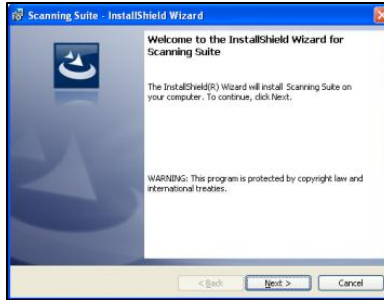 Scanning Suite - InstallShield Wizard
Welcome to the InstallShield Wizard for
Scanning Suite
The InstallShield(R) Wizard will install Scanning Suite on
your computer. To continue, click Next.
WARNING: This program is protected by copyright law and
international treaties.
< Back
Next >
Cancel